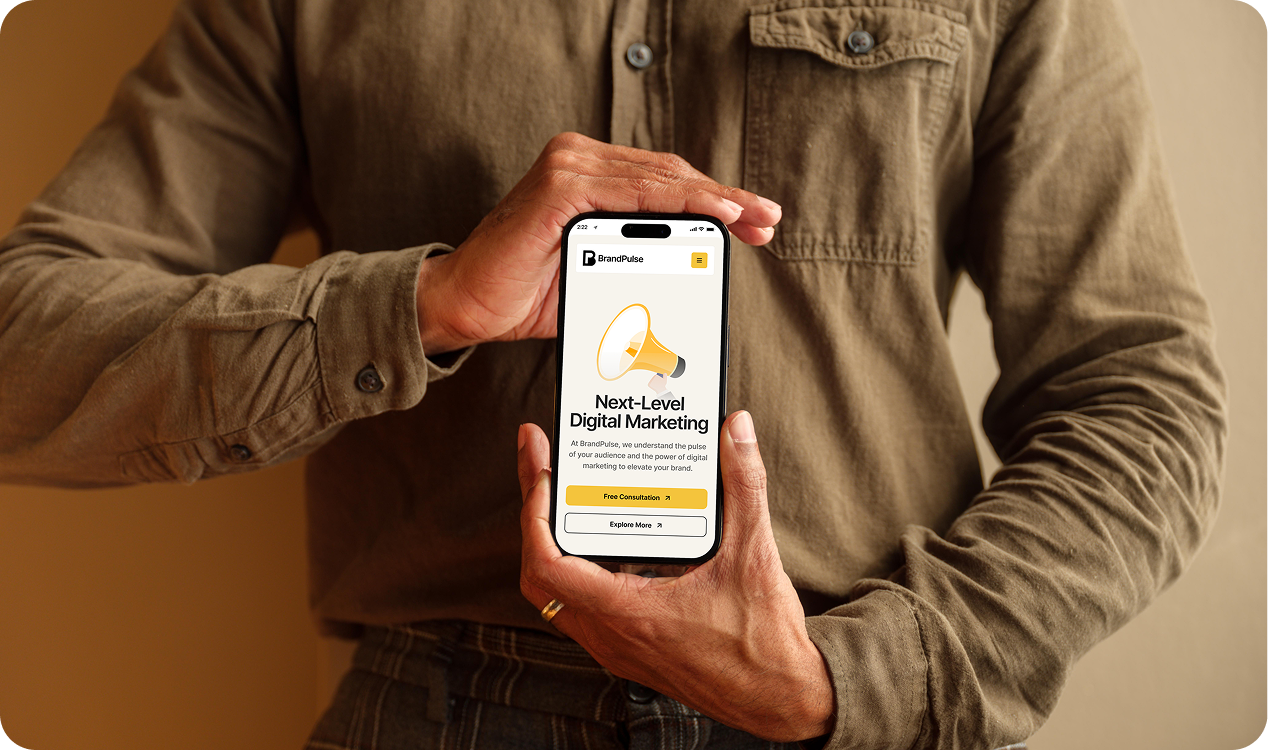 2:22
BrandPulse
Next-Level
Digital Marketing
At BrandPulse, we understand the pulse
of your audience and the power of digital
marketing to elevate your brand.
Free Consultation
Explore More